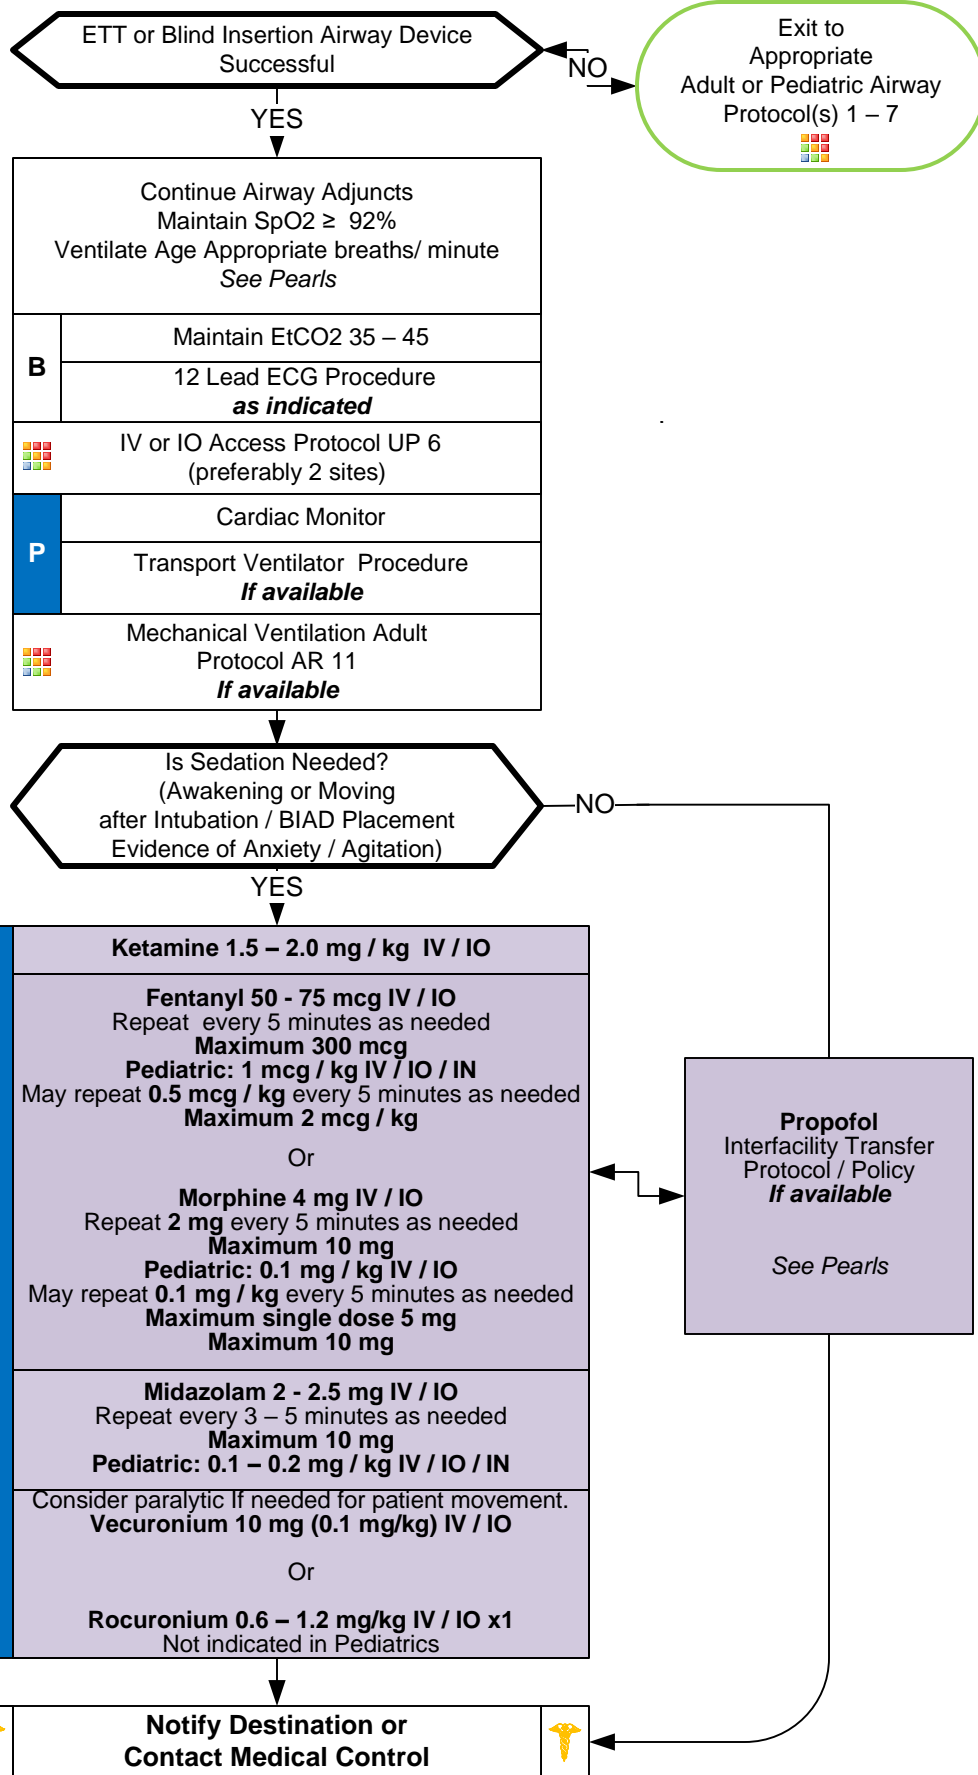 ETT or Blind Insertion Airway Device
Successful
NO
Exit to
Appropriate
Adult or Pediatric Airway
Protocol(s) 1 – 7
YES
Continue Airway Adjuncts
Maintain SpO2 ≥ 92%
Ventilate Age Appropriate breaths/ minute
See Pearls
B
Maintain EtCO2 35 – 45
12 Lead ECG Procedure
as indicated
IV or IO Access Protocol UP 6
(preferably 2 sites)
P
Cardiac Monitor
Transport Ventilator Procedure
If available
Mechanical Ventilation Adult
Protocol AR 11
If available
Is Sedation Needed?
(Awakening or Moving
after Intubation / BIAD Placement
Evidence of Anxiety / Agitation)
NO
YES
Ketamine 1.5 – 2.0 mg / kg IV / IO
Fentanyl 50 - 75 mcg IV / IO
Repeat every 5 minutes as needed
Maximum 300 mcg
Pediatric: 1 mcg / kg IV / IO / IN
May repeat 0.5 mcg / kg every 5 minutes as needed
Maximum 2 mcg / kg
Or
Morphine 4 mg IV / IO
Repeat 2 mg every 5 minutes as needed
Maximum 10 mg
Pediatric: 0.1 mg / kg IV / IO
May repeat 0.1 mg / kg every 5 minutes as needed
Maximum single dose 5 mg
Maximum 10 mg
Midazolam 2 - 2.5 mg IV / IO
Repeat every 3 – 5 minutes as needed
Maximum 10 mg
Pediatric: 0.1 – 0.2 mg / kg IV / IO / IN
Consider paralytic If needed for patient movement.
Vecuronium 10 mg (0.1 mg/kg) IV / IO
Or
Rocuronium 0.6 – 1.2 mg/kg IV / IO x1
Not indicated in Pediatrics
Propofol
Interfacility Transfer
Protocol / Policy
If available
See Pearls
Notify Destination or
Contact Medical Control